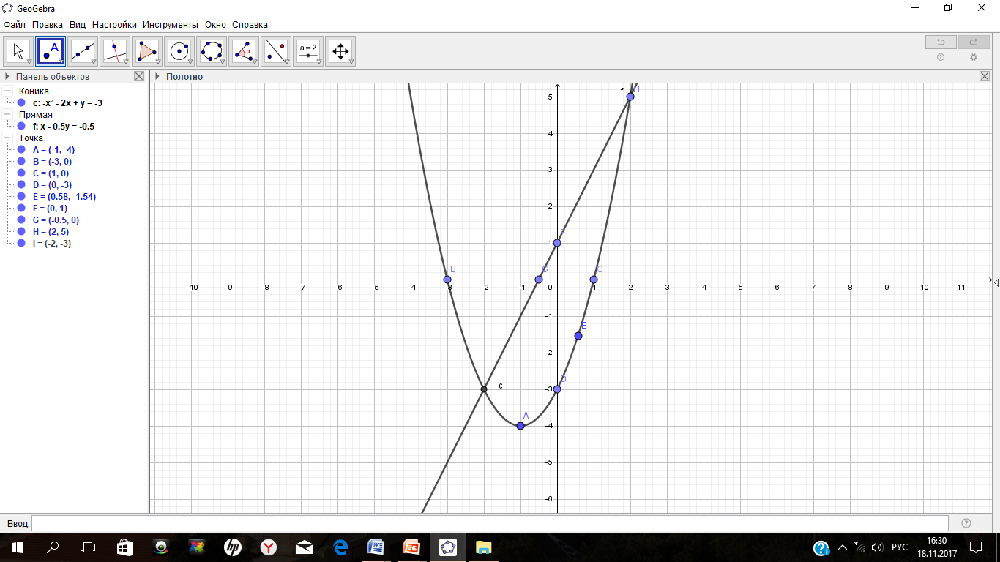 GeoGebra
Файл Правка Вид Настройки Инструменты Окно Справка
A α a = 2
Панель объектов
Полотно
Коника
c: -x² - 2x + y = -3
Прямая
f: x - 0.5y = -0.5
Точка
A = (-1, -4)
B = (-3, 0)
C = (1, 0)
D = (0, -3)
E = (0.58, -1.54)
F = (0, 1)
G = (-0.5, 0)
H = (2, 5)
I = (-2, -3)
f H
5
4
3
2
1 F
B G C
-10 -9 -8 -7 -6 -5 -4 -3 -2 -1 0 1 2 3 4 5 6 7 8 9 10 11
-1
E
-2
D
I c
-3
A
-4
-5
-6
Ввод:
РУС
16:30
18.11.2017